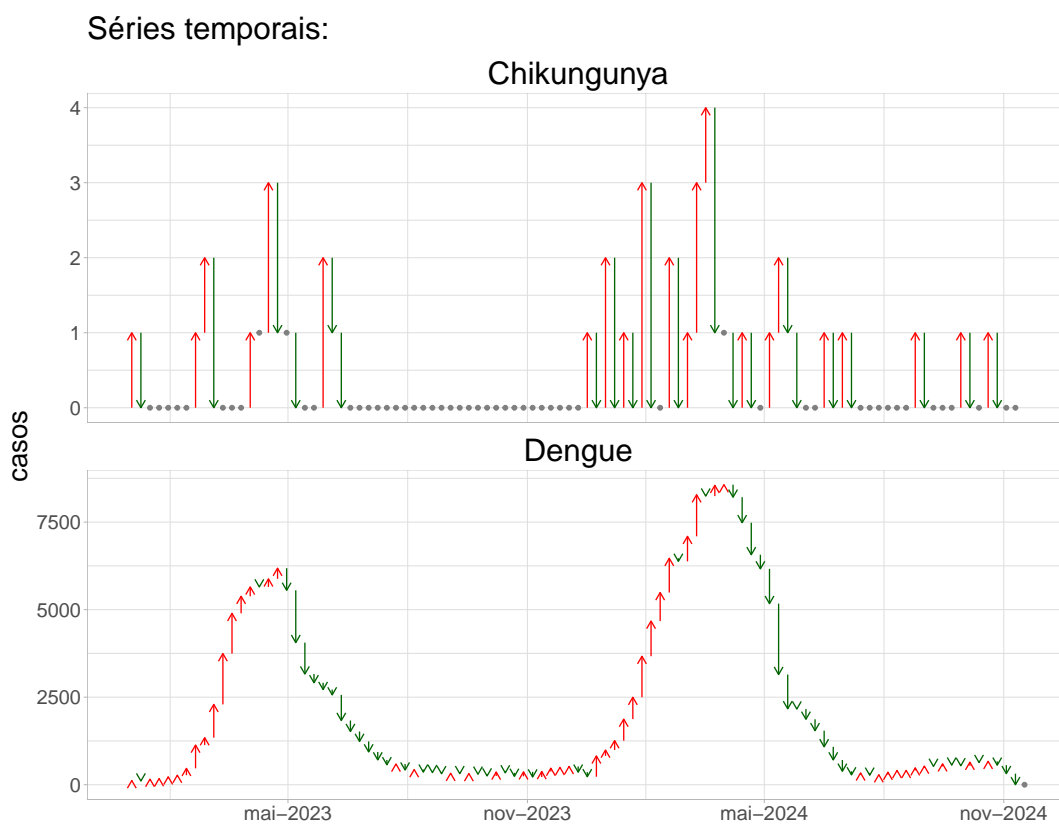 Séries temporais:
Chikungunya
4
3
2
1
0
casos
Dengue
7500
5000
2500
0
mai–2023
nov–2023
mai–2024
nov–2024